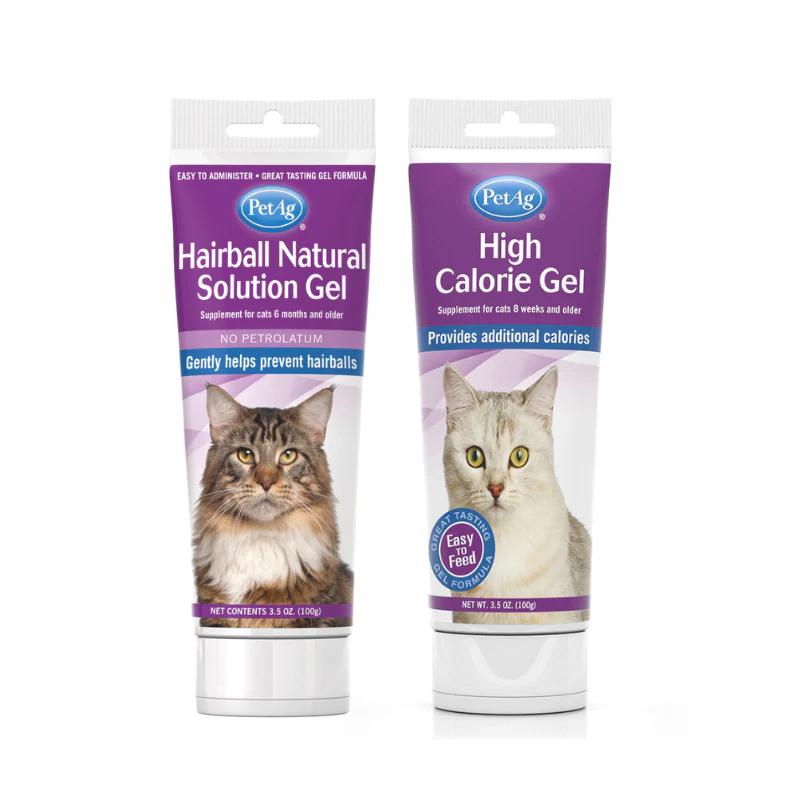 EASY TO ADMINISTER • GREAT TASTING GEL FORMULA
PetAg®
Hairball Natural
Solution Gel
Supplement for cats 6 months and older
NO PETROLATUM
Gently helps prevent hairballs
NET CONTENTS 3.5 OZ. (100g)
PetAg®
High
Calorie Gel
Supplement for cats 8 weeks and older
Provides additional calories
GREAT TASTING
Easy
TO
Feed
GEL FORMULA
NET WT. 3.5 OZ. (100g)